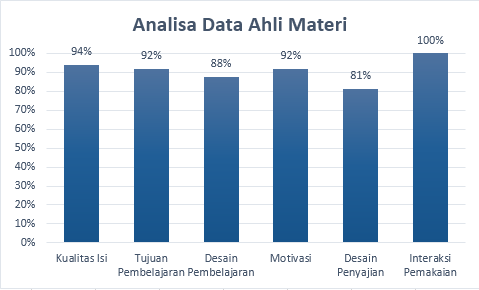 Analisa Data Ahli Materi
100%
90%
80%
70%
60%
50%
40%
30%
20%
10%
0%
94%
92%
88%
92%
81%
100%
Kualitas Isi
Tujuan
Pembelajaran
Desain
Pembelajaran
Motivasi
Desain
Penyajian
Interaksi
Pemakaian